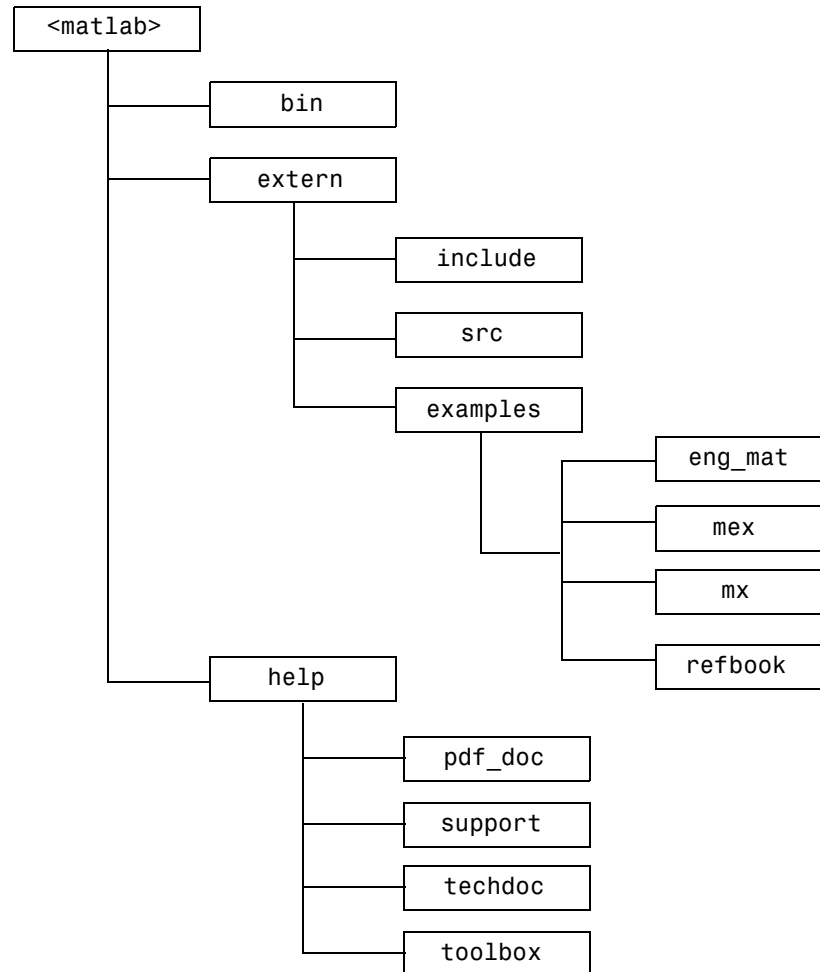 <matlab>
bin
extern
include
src
examples
eng_mat
mex
mx
refbook
help
pdf_doc
support
techdoc
toolbox